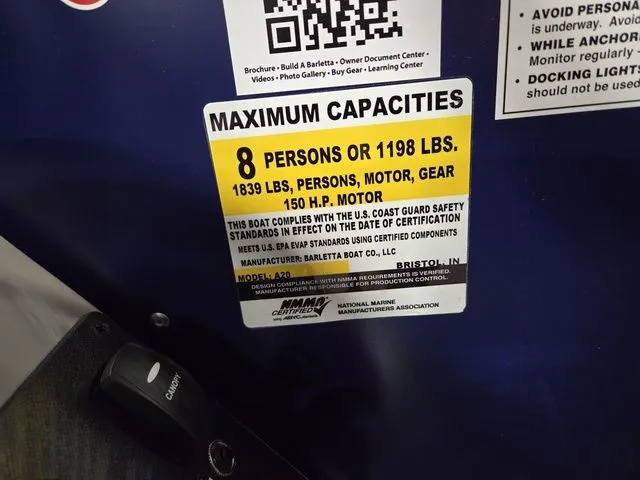 Brochure • Build A Barletta • Owner Document Center •
Videos • Photo Gallery • Buy Gear • Learning Center
• AVOID PERSONA
is underway. Avoid
• WHILE ANCHOR
Monitor regularly -
• DOCKING LIGHTS
should not be used
MAXIMUM CAPACITIES
8 PERSONS OR 1198 LBS.
1839 LBS, PERSONS, MOTOR, GEAR
150 H.P. MOTOR
THIS BOAT COMPLIES WITH THE U.S. COAST GUARD SAFETY
STANDARDS IN EFFECT ON THE DATE OF CERTIFICATION
MEETS U.S. EPA EVAP STANDARDS USING CERTIFIED COMPONENTS
MANUFACTURER: BARLETTA BOAT CO., LLC
BRISTOL, IN
MODEL: A20
DESIGN COMPLIANCE WITH NMMA REQUIREMENTS IS VERIFIED.
MANUFACTURER RESPONSIBLE FOR PRODUCTION CONTROL.
NMMA
CERTIFIED
using ABYC standards
NATIONAL MARINE
MANUFACTURERS ASSOCIATION
CANOPY